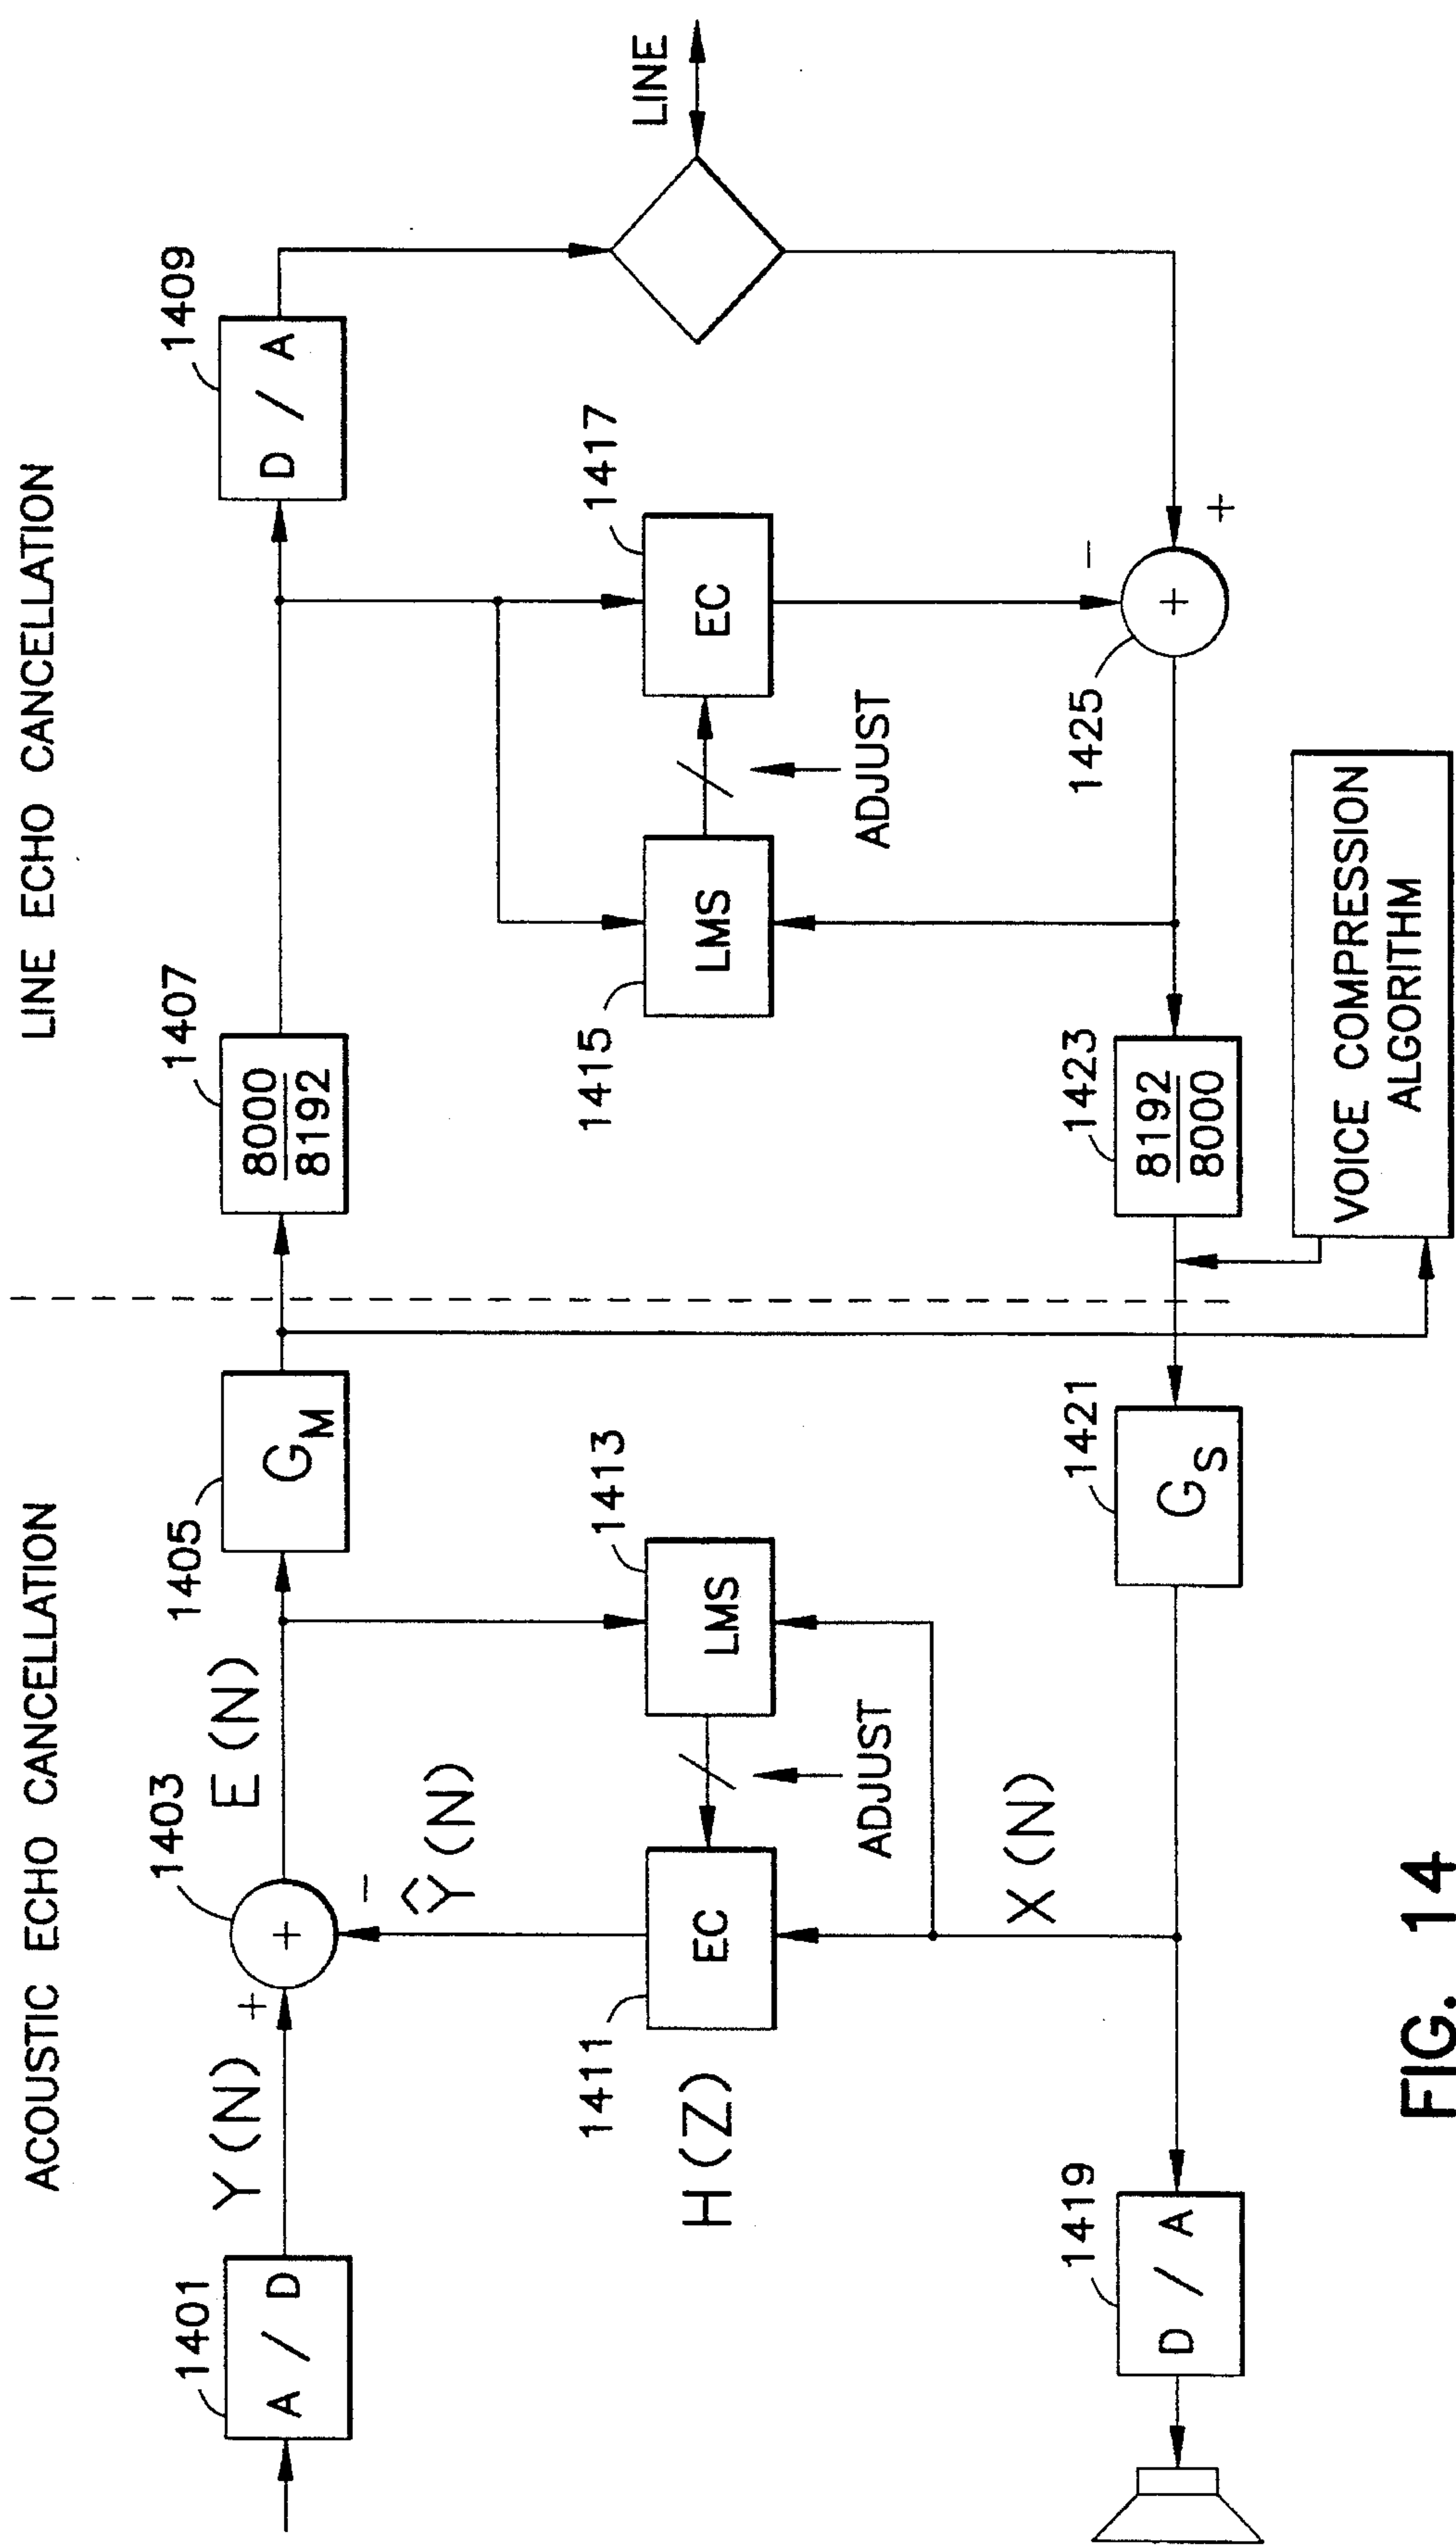 ACOUSTIC ECHO CANCELLATION
LINE ECHO CANCELLATION
1401
A / D
Y(N)
+
1403
+
-
E(N)
1405
G_M
1407
8000
8192
1409
D / A
Ŷ(N)
1411
EC
H(Z)
1413
LMS
ADJUST
1415
LMS
1417
EC
ADJUST
LINE
X(N)
1419
D / A
1421
G_S
1423
8192
8000
1425
+
-
+
VOICE COMPRESSION
ALGORITHM
FIG. 14